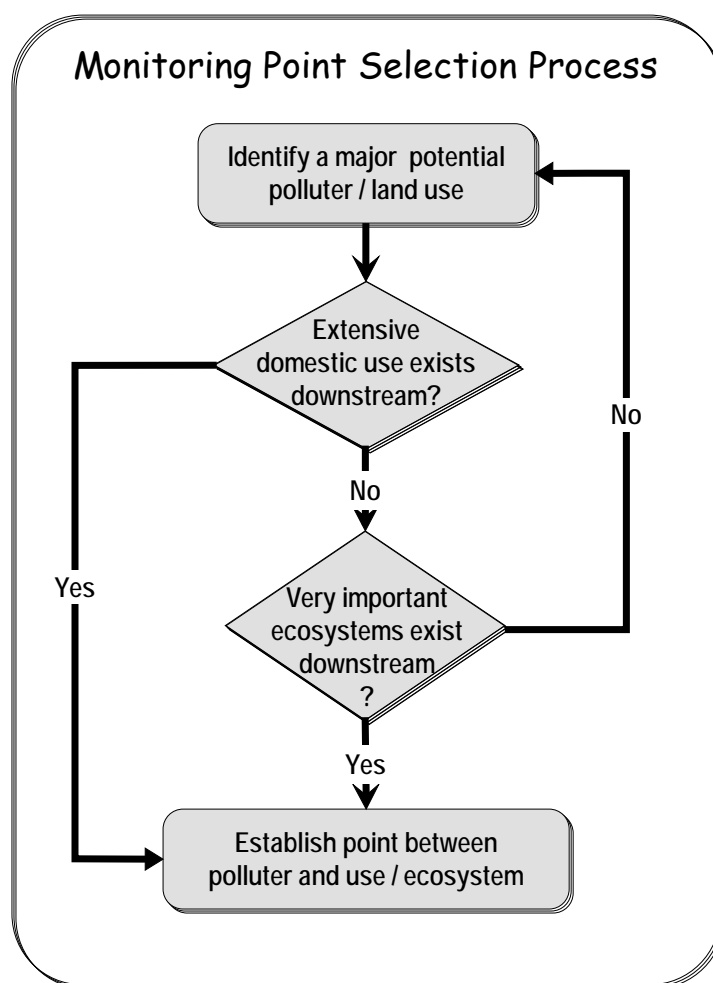 Monitoring Point Selection Process
Identify a major potential
polluter / land use
Extensive
domestic use exists
downstream?
No
No
Yes
Very important
ecosystems exist
downstream
?
Yes
Establish point between
polluter and use / ecosystem